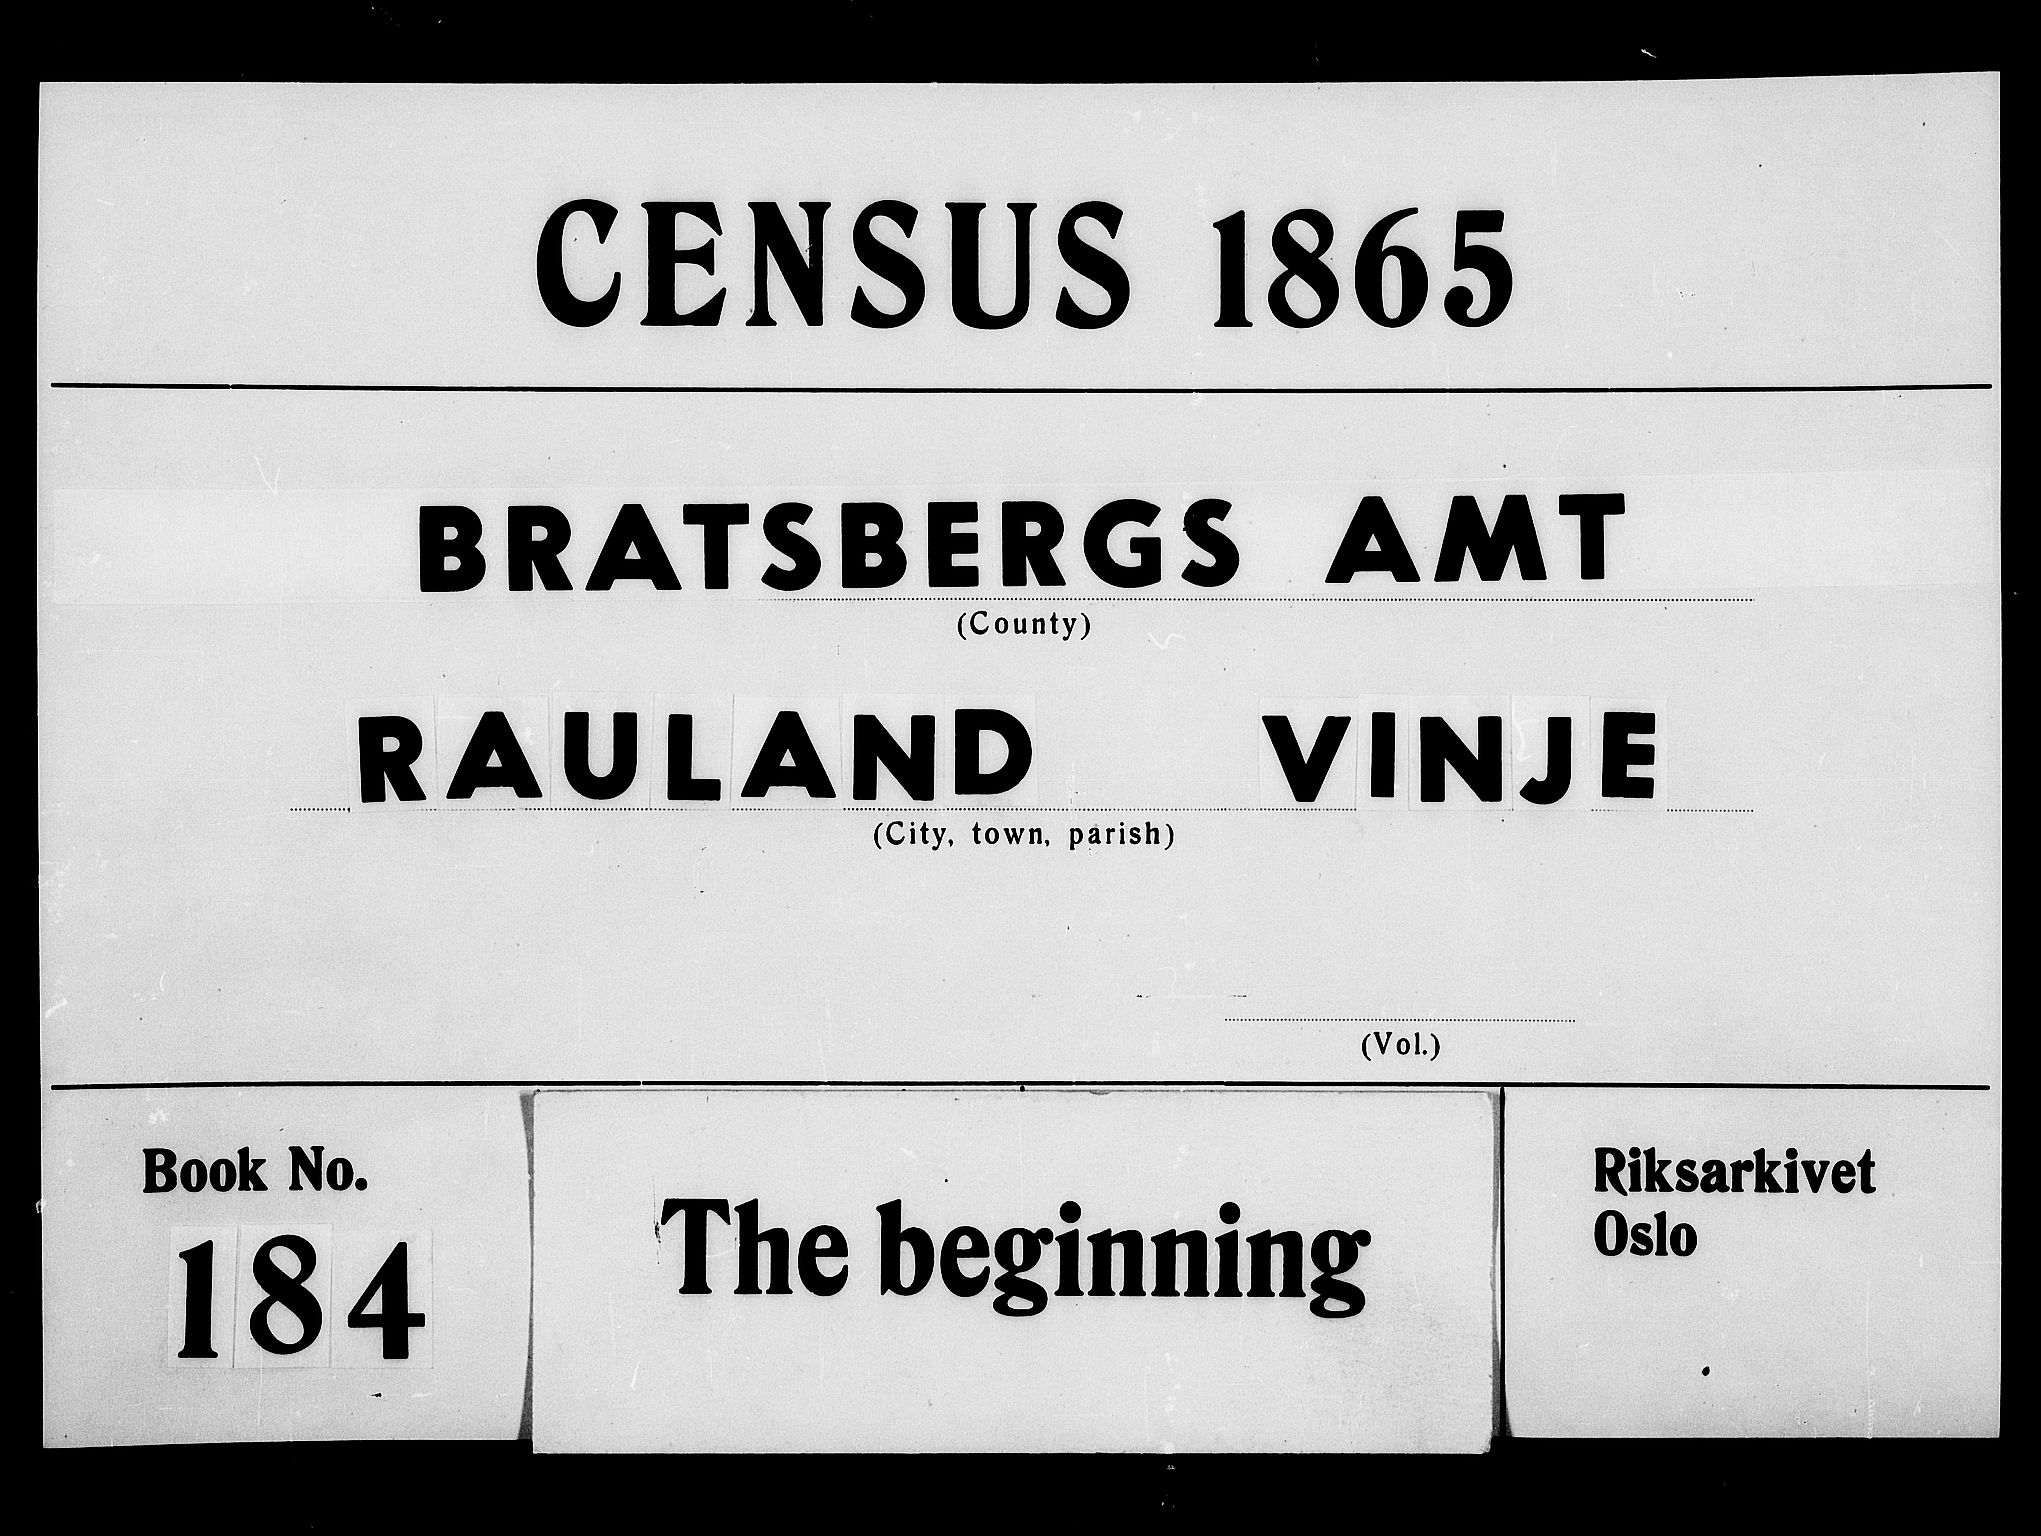 CENSUS 1865
BRATSBERGS AMT
(County)
RAULAND VINJE
(City, town, parish)
(Vol.)
Book No.
184
The beginning
Riksarkivet
Oslo